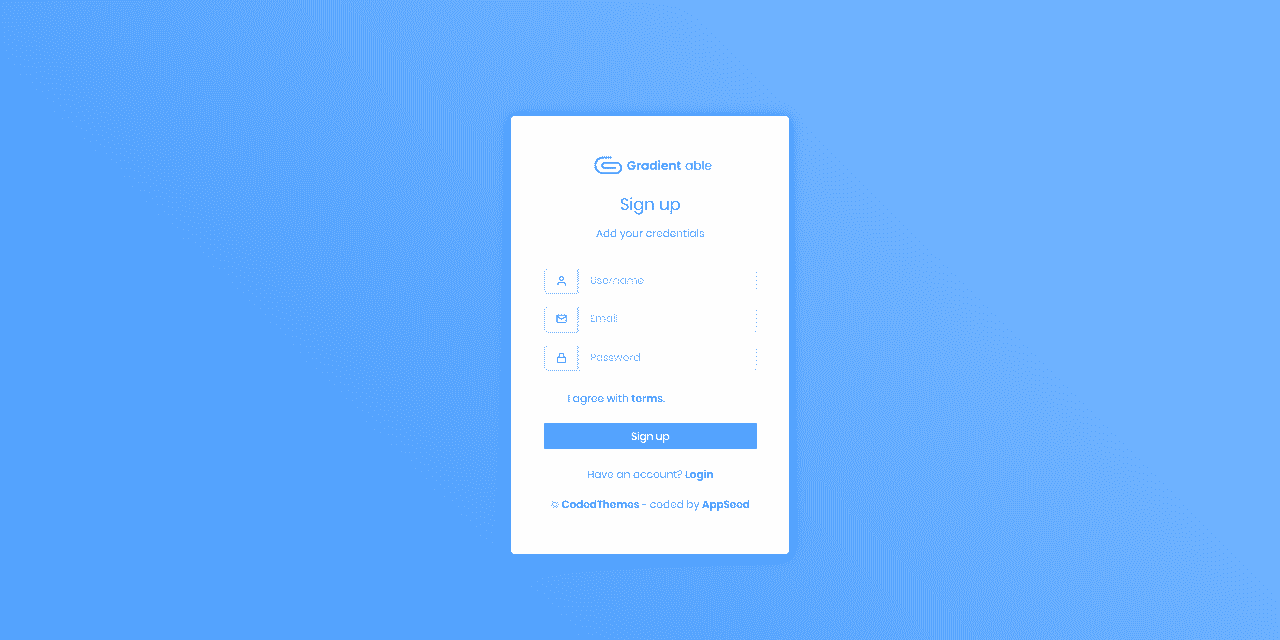 Gradient able
Sign up
Add your credentials
Username
Email
Password
I agree with terms.
Sign up
Have an account? Login
© CodedThemes - coded by AppSeed